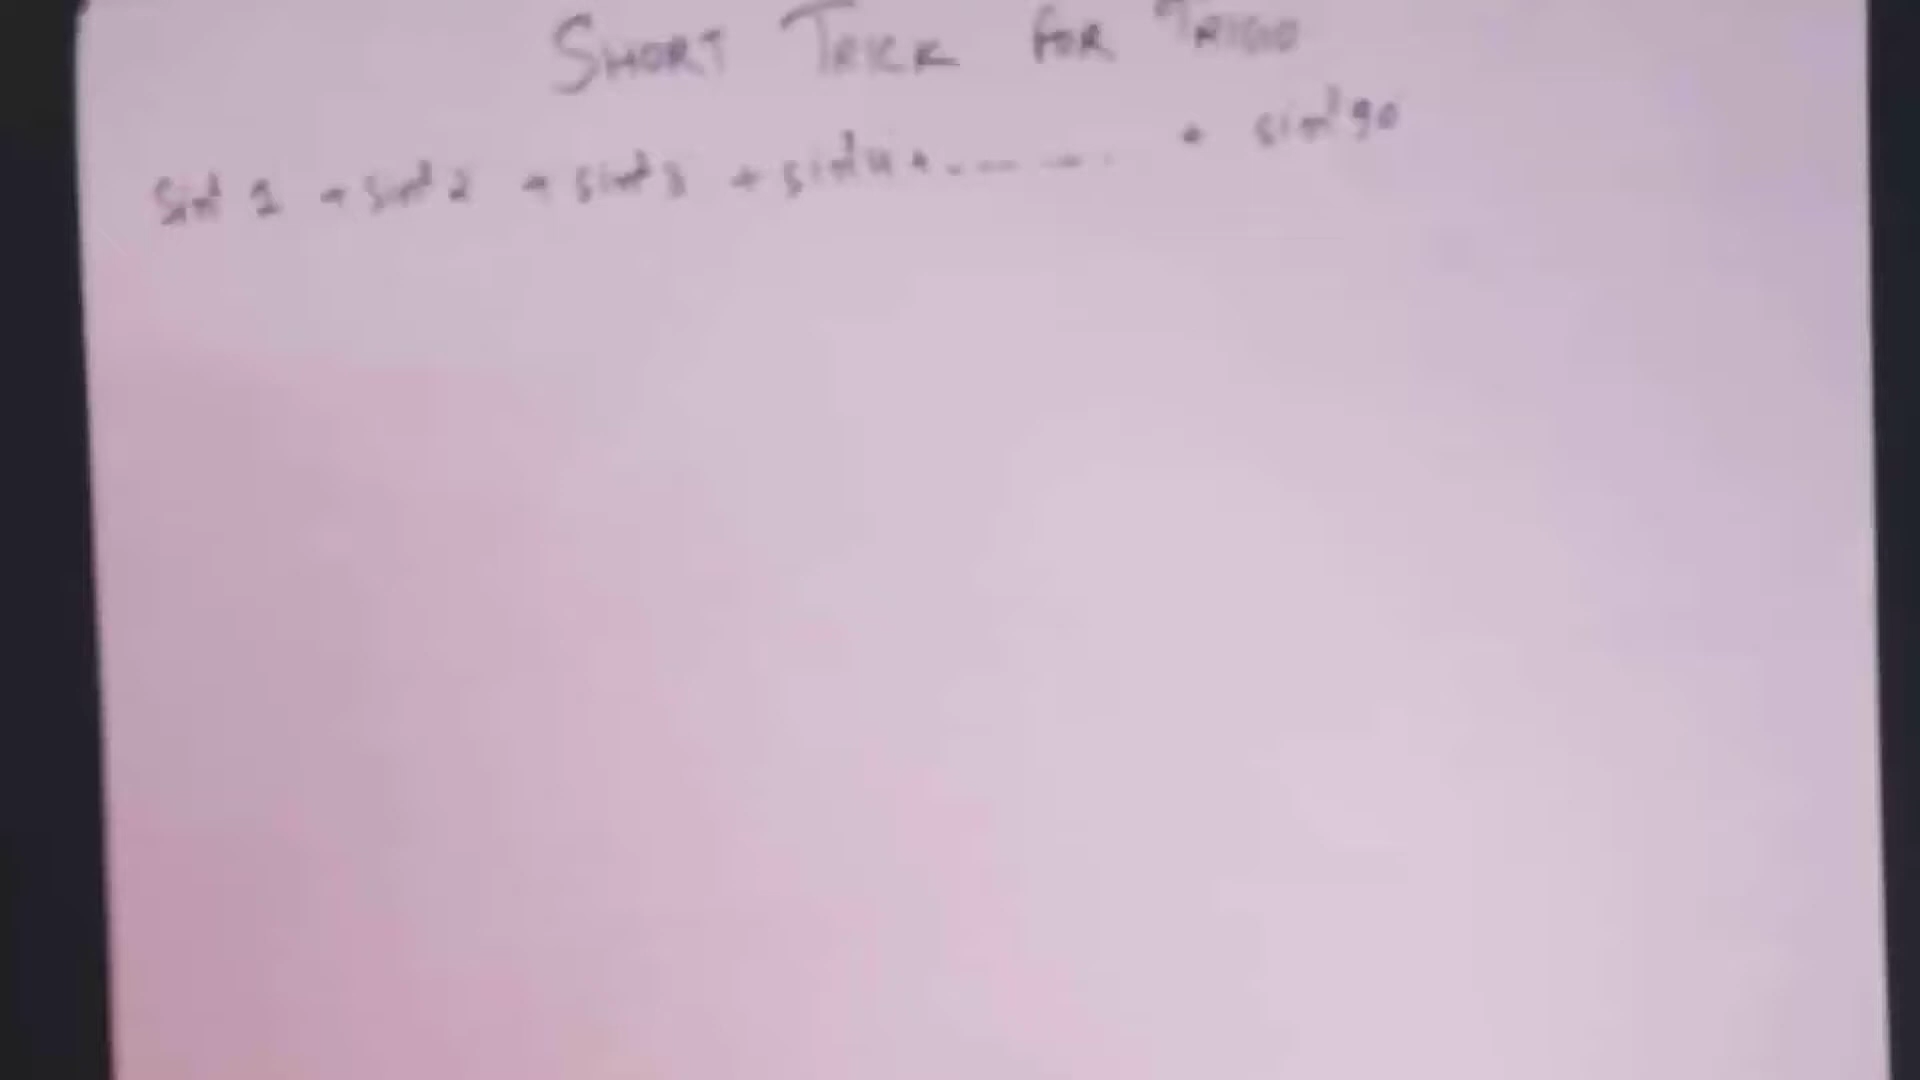 SHORT TRICK FOR TRIGO
sin² 1 + sin² 2 + sin² 3 + sin² 4 + ........ + sin² 90